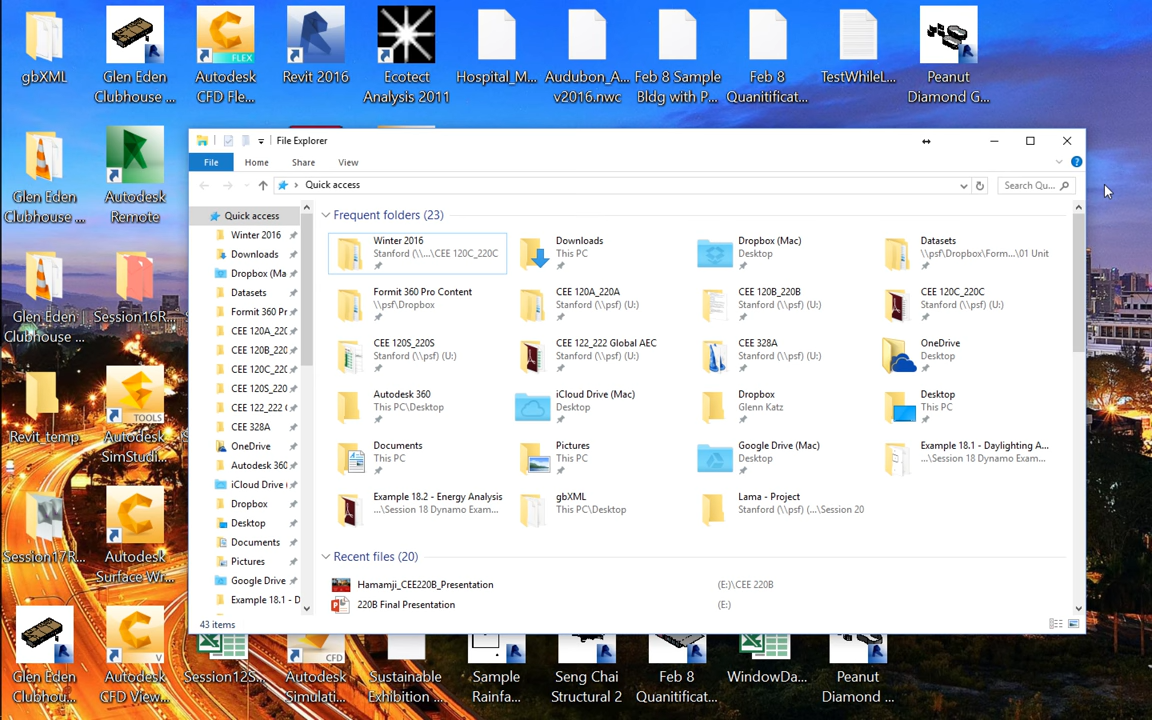 gbXML
Glen Eden
Clubhouse ...
Autodesk
CFD Fle...
FLEX
Revit 2016
Ecotect
Analysis 2011
Hospital_M...
Audubon_A...
v2016.nwc
Feb 8 Sample
Bldg with P...
Feb 8
Quanitificat...
TestWhileL...
Peanut
Diamond G...
Glen Eden
Clubhouse ...
Autodesk
Remote
Glen Eden
Clubhouse ...
Session16R...
Revit_temp
TOOLS
Autodesk
SimStudi...
Session17R...
Autodesk
Surface Wr...
File Explorer
File
Home
Share
View
Quick access
Search Qu...
Quick access
Winter 2016
Downloads
Dropbox (Ma
Datasets
Formit 360 Pr
CEE 120A_22(
CEE 120B_220
CEE 120C_220
CEE 120S_220
CEE 122_222 (
CEE 328A
OneDrive
Autodesk 360
iCloud Drive (
Dropbox
Desktop
Documents
Pictures
Google Drive
Example 18.1 - D
Frequent folders (23)
Winter 2016
Stanford (\\...\CEE 120C_220C
Downloads
This PC
Dropbox (Mac)
Desktop
Datasets
\\psf\Dropbox\Form...\01 Unit
Formit 360 Pro Content
\\psf\Dropbox
CEE 120A_220A
Stanford (\\psf) (U:)
CEE 120B_220B
Stanford (\\psf) (U:)
CEE 120C_220C
Stanford (\\psf) (U:)
CEE 120S_220S
Stanford (\\psf) (U:)
CEE 122_222 Global AEC
Stanford (\\psf) (U:)
CEE 328A
Stanford (\\psf) (U:)
OneDrive
Desktop
Autodesk 360
This PC\Desktop
iCloud Drive (Mac)
Desktop
Dropbox
Glenn Katz
Desktop
This PC
Documents
This PC
Pictures
This PC
Google Drive (Mac)
Desktop
Example 18.1 - Daylighting A...
...\Session 18 Dynamo Exam...
Example 18.2 - Energy Analysis
...\Session 18 Dynamo Exam...
gbXML
This PC\Desktop
Lama - Project
Stanford (\\psf) (...\Session 20
Recent files (20)
Hamamji_CEE220B_Presentation
(E:)\CEE 220B
220B Final Presentation
(E:)
43 items
Glen Eden
Clubhou...
V
Autodesk
CFD View...
Session12S...
CFD
Autodesk
Simulati...
Sustainable
Exhibition ...
Sample
Rainfa...
Seng Chai
Structural 2
Feb 8
Quanitificat...
WindowDa...
Peanut
Diamond ...